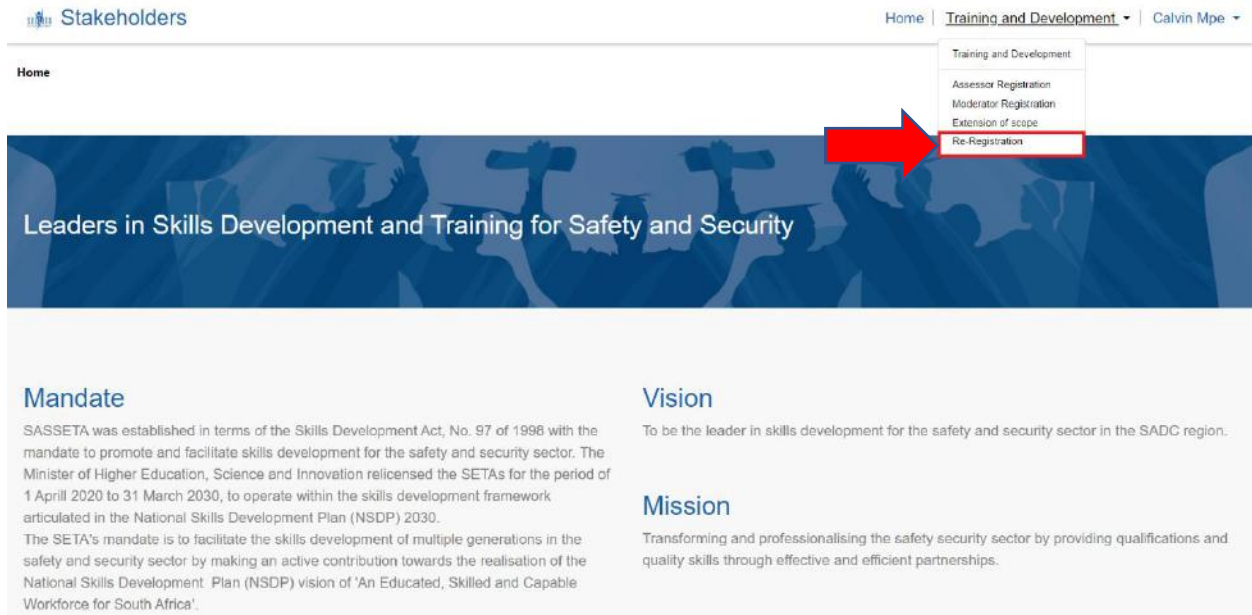 Stakeholders
Home | Training and Development | Calvin Mpe
Training and Development
Assessor Registration
Moderator Registration
Extension of scope
Re-Registration
Home
Leaders in Skills Development and Training for Safety and Security
Mandate
SASSETA was established in terms of the Skills Development Act, No. 97 of 1998 with the
mandate to promote and facilitate skills development for the safety and security sector. The
Minister of Higher Education, Science and Innovation relicensed the SETAs for the period of
1 Aprill 2020 to 31 March 2030, to operate within the skills development framework
articulated in the National Skills Development Plan (NSDP) 2030.
The SETA's mandate is to facilitate the skills development of multiple generations in the
safety and security sector by making an active contribution towards the realisation of the
National Skills Development Plan (NSDP) vision of 'An Educated, Skilled and Capable
Workforce for South Africa'.
Vision
To be the leader in skills development for the safety and security sector in the SADC region.
Mission
Transforming and professionalising the safety security sector by providing qualifications and
quality skills through effective and efficient partnerships.